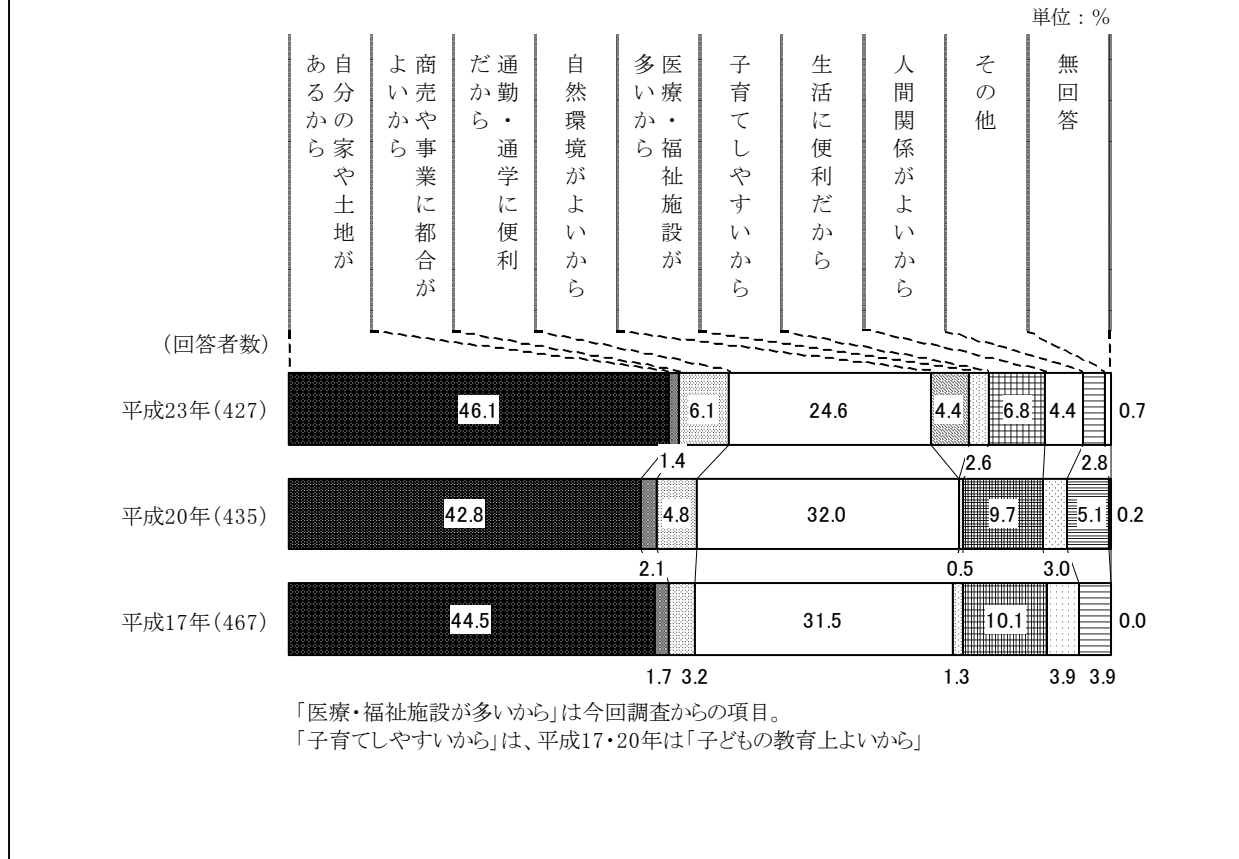 単位：%
自分の家や土地が
あるから
商売や事業に都合が
よいから
通勤・通学に便利
だから
自然環境がよいから
医療・福祉施設が
多いから
子育てしやすいから
生活に便利だから
人間関係がよいから
その他
無回答
(回答者数)
平成23年(427)
46.1
6.1
24.6
4.4
6.8
4.4
0.7
1.4
2.6
2.8
平成20年(435)
42.8
4.8
32.0
9.7
5.1
0.2
2.1
0.5
3.0
平成17年(467)
44.5
31.5
10.1
0.0
1.7
3.2
1.3
3.9
3.9
「医療・福祉施設が多いから」は今回調査からの項目。
「子育てしやすいから」は、平成17・20年は「子どもの教育上よいから」